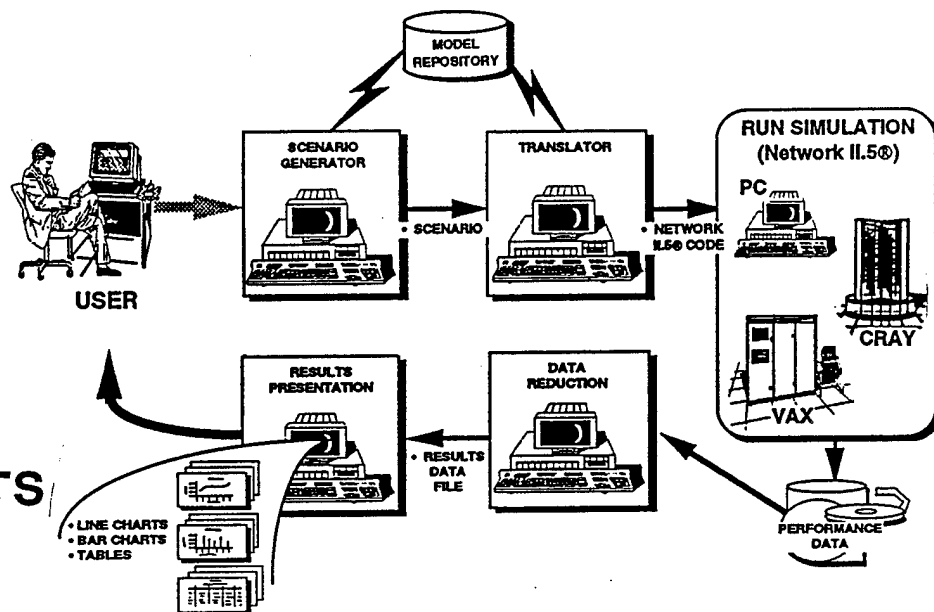 MODEL
REPOSITORY
SCENARIO
GENERATOR
TRANSLATOR
RUN SIMULATION
(Network II.5®)
PC
• SCENARIO
• NETWORK
II.5® CODE
USER
CRAY
VAX
RESULTS
PRESENTATION
DATA
REDUCTION
• RESULTS
DATA
FILE
TS
• LINE CHARTS
• BAR CHARTS
• TABLES
PERFORMANCE
DATA